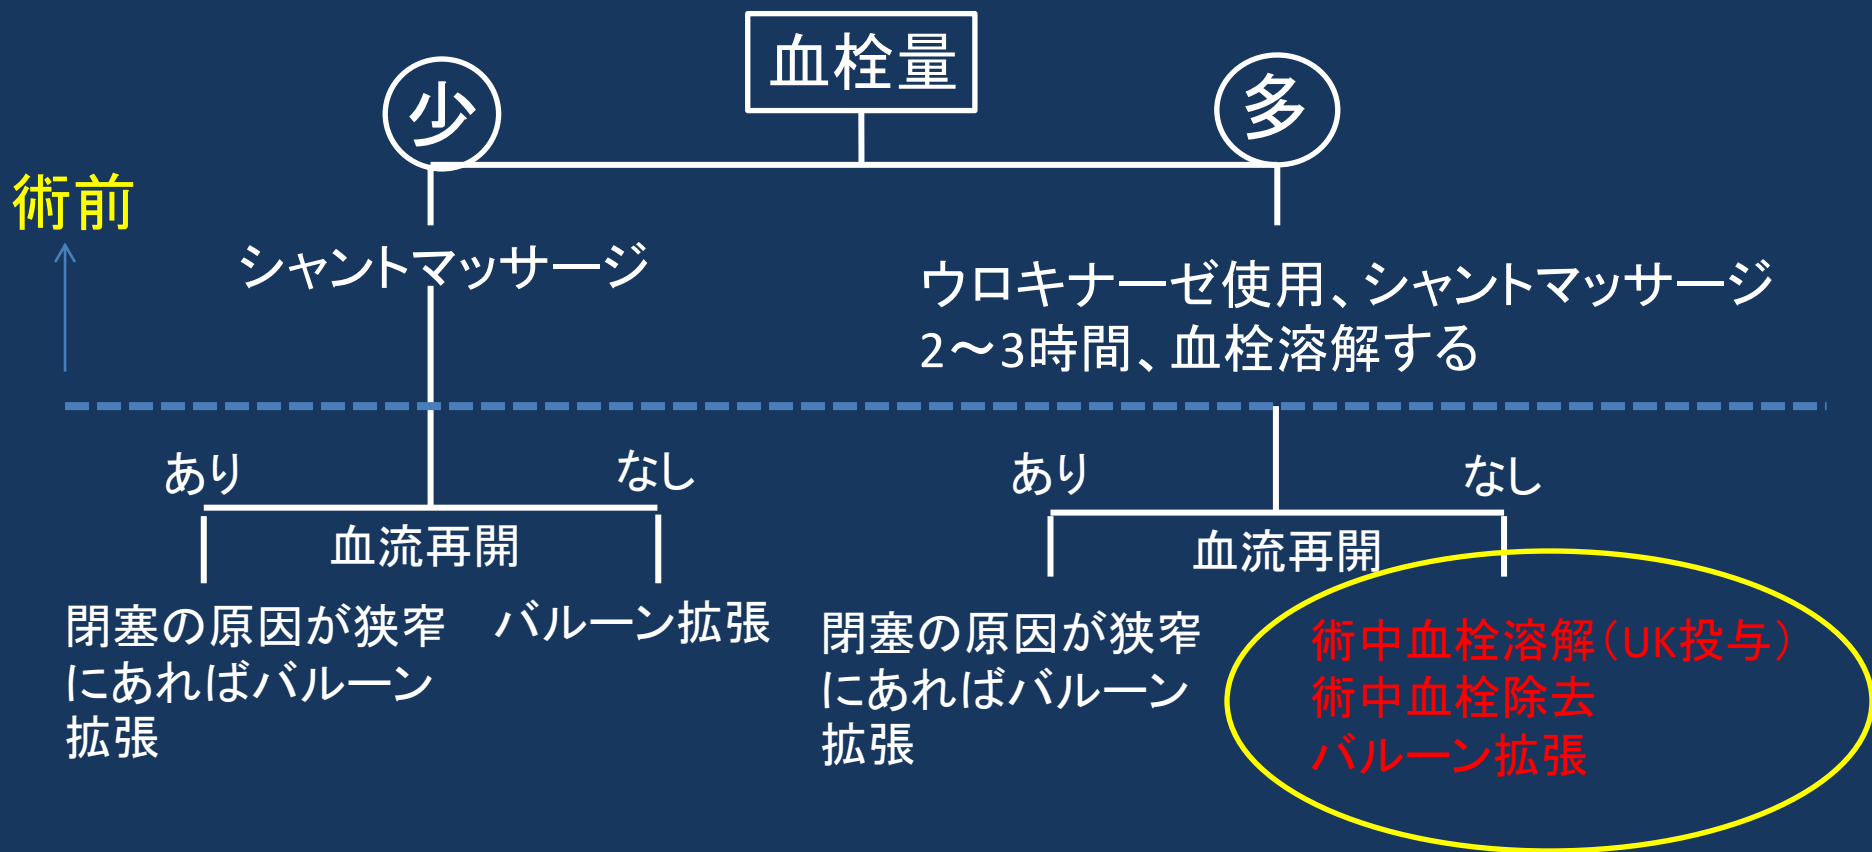 血栓量
少
多
術前
シャントマッサージ
ウロキナーゼ使用、シャントマッサージ
2～3時間、血栓溶解する
あり
なし
血流再開
あり
なし
血流再開
閉塞の原因が狭窄
にあればバルーン
拡張
バルーン拡張
閉塞の原因が狭窄
にあればバルーン
拡張
術中血栓溶解（UK投与）
術中血栓除去
バルーン拡張